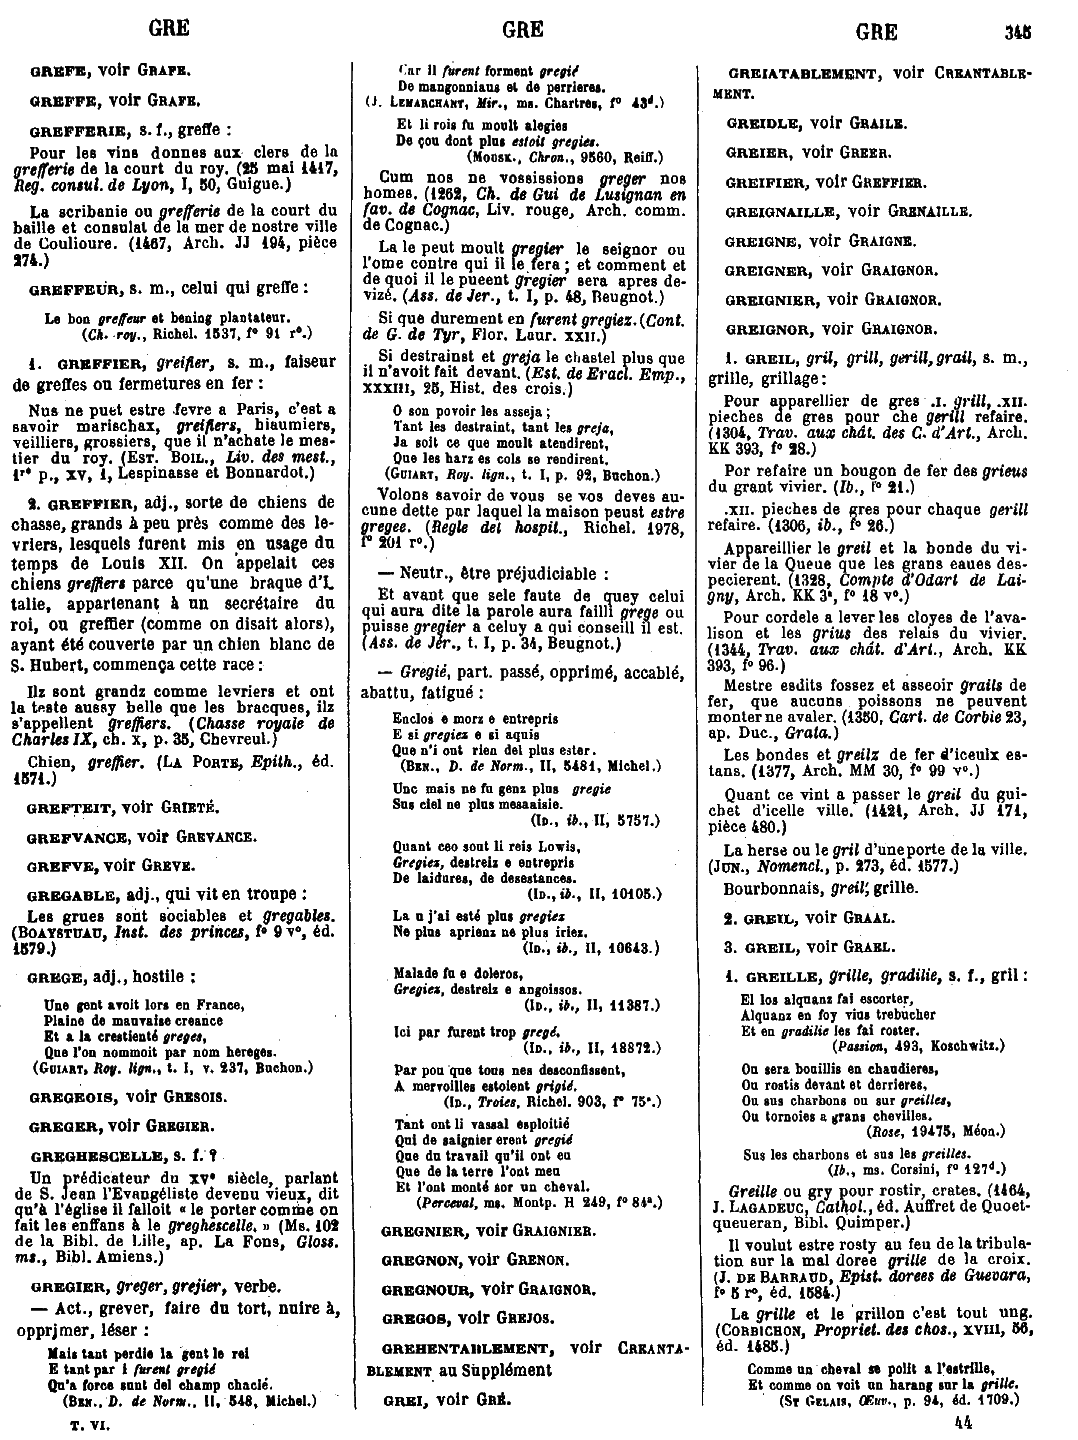 GRE
GRE
GRE 345
GREFE, voir GRAFE.
GREFFE, voir GRAFE.
GREFFERIE, s. f., greffe :
Pour les vins donnes aux clers de la
grefferie de la court du roy. (25 mai 1417,
Reg. consul. de Lyon, I, 50, Guigue.)
La scribanie ou grefferie de la court du
baille et consulat de la mer de nostre ville
de Coulioure. (1467, Arch. JJ 194, pièce
274.)
GREFFEUR, s. m., celui qui greffe :
Le bon greffeur et bening plantateur.
(Ch. roy., Richel. 1537, f° 91 r°.)
1. GREFFIER, greifier, s. m., faiseur
de greffes ou fermetures en fer :
Nus ne puet estre fevre a Paris, c'est a
savoir marischax, greifiers, hiaumiers,
veilliers, grossiers, que il n'achate le mes-
tier du roy. (EST. BOIL., Liv. des mest.,
1re p., XV, 1, Lespinasse et Bonnardot.)
2. GREFFIER, adj., sorte de chiens de
chasse, grands à peu près comme des le-
vriers, lesquels furent mis en usage du
temps de Louis XII. On appelait ces
chiens greffiers parce qu'une braque d'I-
talie, appartenant à un secrétaire du
roi, ou greffier (comme on disait alors),
ayant été couverte par un chien blanc de
S. Hubert, commença cette race :
Ilz sont grandz comme levriers et ont
la teste aussy belle que les bracques, ilz
s'appellent greffiers. (Chasse royale de
Charles IX, ch. x, p. 35, Chevreul.)
Chien, greffier. (LA PORTE, Epith., éd.
1571.)
GREFTEIT, voir GRIETÉ.
GREFVANCE, voir GREVANCE.
GREFVE, voir GREVE.
GREGABLE, adj., qui vit en troupe :
Les grues sont sociables et gregables.
(BOAYSTUAU, Inst. des princes, f° 9 v°, éd.
1579.)
GREGE, adj., hostile :
Une gent avoit lors en France,
Plaine de mauvaise creance
Et a la crestienté greges,
Que l'on nommoit par nom hereges.
(GUIART, Roy. lign., t. I, v. 237, Buchon.)
GREGEOIS, voir GRESOIS.
GREGER, voir GREGIER.
GREGHESCELLE, s. f. ?
Un prédicateur du XVe siècle, parlant
de S. Jean l'Evangéliste devenu vieux, dit
qu'à l'église il falloit « le porter comme on
fait les enffans à le greghescelle. » (Ms. 102
de la Bibl. de Lille, ap. La Fons, Gloss.
ms., Bibl. Amiens.)
GREGIER, greger, grejier, verbe.
— Act., grever, faire du tort, nuire à,
opprimer, léser :
Mais tant perdie la gent le rei
E tant par i furent gregié
Qu'a force sunt del champ chacié.
(BEN., D. de Norm., II, 548, Michel.)
T. VI.
Car il furent forment gregié
De mangonniaus et de perrieres.
(J. LEMARCHANT, Mir., ms. Chartres, f° 43d.)
Et li rois fu moult alegies
De çou dont plus estoit gregies.
(MOUSK., Chron., 9560, Reiff.)
Cum nos ne vossissions greger nos
homes. (1262, Ch. de Gui de Lusignan en
fav. de Cognac, Liv. rouge, Arch. comm.
de Cognac.)
La le peut moult gregier le seignor ou
l'ome contre qui il le fera ; et comment et
de quoi il le pueent gregier sera apres de-
vizé. (Ass. de Jer., t. I, p. 48, Beugnot.)
Si que durement en furent gregiez. (Cont.
de G. de Tyr, Flor. Laur. XXII.)
Si destrainst et greja le chastel plus que
il n'avoit fait devant. (Est. de Eracl. Emp.,
XXXIII, 25, Hist. des crois.)
O son povoir les asseja ;
Tant les destraint, tant les greja,
Ja soit ce que moult atendirent,
Que les harz es cols se rendirent.
(GUIART, Roy. lign., t. I, p. 92, Buchon.)
Volons savoir de vous se vos deves au-
cune dette par laquel la maison peust estre
gregee. (Regle del hospit., Richel. 1978,
f° 201 r°.)
— Neutr., être préjudiciable :
Et avant que sele faute de quey celui
qui aura dite la parole aura failli grege ou
puisse gregier a celuy a qui conseill il est.
(Ass. de Jér., t. I, p. 34, Beugnot.)
— Gregié, part. passé, opprimé, accablé,
abattu, fatigué :
Enclos e morz e entrepris
E si gregiez e si aquis
Que n'i ont rien del plus ester.
(BEN., D. de Norm., II, 5481, Michel.)
Unc mais ne fu genz plus gregie
Sus ciel ne plus mesaaisie.
(ID., ib., II, 5757.)
Quant ceo sout li reis Lowis,
Gregiez, destreiz e entrepris
De laidures, de desestances.
(ID., ib., II, 10105.)
La u j'ai esté plus gregiez
Ne plus aprienz ne plus iriez.
(ID., ib., II, 10643.)
Malade fu e doleros,
Gregiez, destreiz e angoissos.
(ID., ib., II, 11387.)
Ici par furent trop gregé.
(ID., ib., II, 18872.)
Par pou que tous nes desconfissent,
A mervoilles estoient grigié.
(ID., Troies, Richel. 903, f° 75a.)
Tant ont li vassal esploitié
Qui de saignier erent gregié
Que du travail qu'il ont eu
Que de la terre l'ont meu
Et l'ont monté sor un cheval.
(Perceval, ms. Montp. H 249, f° 84a.)
GREGNIER, voir GRAIGNIER.
GREGNON, voir GRENON.
GREGNOUR, voir GRAIGNOR.
GREGOS, voir GREJOS.
GREHENTABLEMENT, voir CREANTA-
BLEMENT au Supplément
GREI, voir GRÉ.
GREIATABLEMENT, voir CREANTABLE-
MENT.
GREIDLE, voir GRAILE.
GREIER, voir GREER.
GREIFIER, voir GREFFIER.
GREIGNAILLE, voir GRENAILLE.
GREIGNE, voir GRAIGNE.
GREIGNER, voir GRAIGNOR.
GREIGNIER, voir GRAIGNOR.
GREIGNOR, voir GRAIGNOR.
1. GREIL, gril, grill, gerill, grail, s. m.,
grille, grillage :
Pour apparellier de gres .I. grill, .XII.
pieches de gres pour che gerill refaire.
(1304, Trav. aux chât. des C. d'Art., Arch.
KK 393, f° 28.)
Por refaire un bougon de fer des grieus
du grant vivier. (Ib., f° 21.)
.XII. pieches de gres pour chaque gerill
refaire. (1306, ib., f° 26.)
Appareillier le greil et la bonde du vi-
vier de la Queue que les grans eaues des-
pecierent. (1328, Compte d'Odart de Lai-
gny, Arch. KK 3a, f° 18 v°.)
Pour cordele a lever les cloyes de l'ava-
lison et les grius des relais du vivier.
(1344, Trav. aux chât. d'Art., Arch. KK
393, f° 96.)
Mestre esdits fossez et asseoir grails de
fer, que aucuns poissons ne peuvent
monter ne avaler. (1350, Cart. de Corbie 23,
ap. Duc., Grata.)
Les bondes et greilz de fer d'iceulx es-
tans. (1377, Arch. MM 30, f° 99 v°.)
Quant ce vint a passer le greil du gui-
chet d'icelle ville. (1421, Arch. JJ 171,
pièce 480.)
La herse ou le gril d'une porte de la ville.
(JUN., Nomencl., p. 273, éd. 1577.)
Bourbonnais, greil, grille.
2. GREIL, voir GRAAL.
3. GREIL, voir GRAEL.
1. GREILLE, grille, gradilie, s. f., gril :
El los alquanz fai escorter,
Alquanz en foy vius trebucher
Et en gradilie les fai roster.
(Passion, 493, Koschwitz.)
Ou sera bouillis en chaudieres,
Ou rostis devant et derrieres,
Ou sus charbons ou sur greilles,
Ou tornoies a grans chevilles.
(Rose, 19475, Méon.)
Sus les charbons et sus les greilles.
(Ib., ms. Corsini, f° 127d.)
Greille ou gry pour rostir, crates. (1464,
J. LAGADEUC, Cathol., éd. Auffret de Quoet-
queueran, Bibl. Quimper.)
Il voulut estre rosty au feu de la tribula-
tion sur la mal doree grille de la croix.
(J. DE BARRAUD, Epist. dorees de Guevara,
f° 5 r°, éd. 1584.)
La grille et le grillon c'est tout ung.
(CORBICHON, Propriet. des chos., XVIII, 56,
éd. 1485.)
Comme un cheval se polit a l'estrille,
Et comme on voit un harang sur la grille.
(ST GELAIS, Œuv., p. 94, éd. 1709.)
44